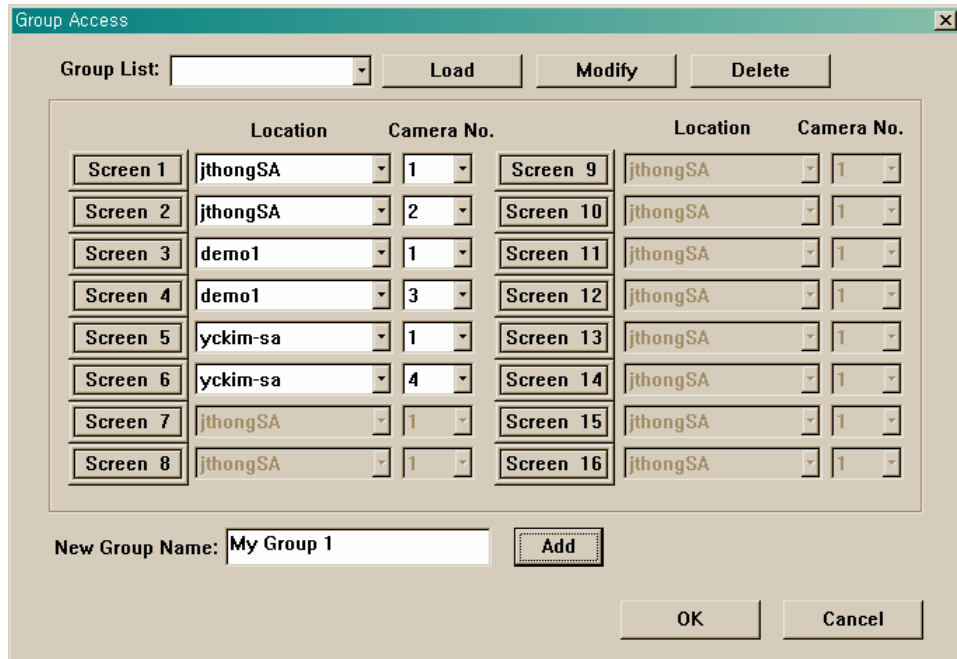 Group Access
Group List: Load Modify Delete
Location Camera No. Location Camera No.
Screen 1 jthongSA 1 Screen 9 jthongSA 1
Screen 2 jthongSA 2 Screen 10 jthongSA 1
Screen 3 demo1 1 Screen 11 jthongSA 1
Screen 4 demo1 3 Screen 12 jthongSA 1
Screen 5 yckim-sa 1 Screen 13 jthongSA 1
Screen 6 yckim-sa 4 Screen 14 jthongSA 1
Screen 7 jthongSA 1 Screen 15 jthongSA 1
Screen 8 jthongSA 1 Screen 16 jthongSA 1
New Group Name: My Group 1 Add
OK Cancel